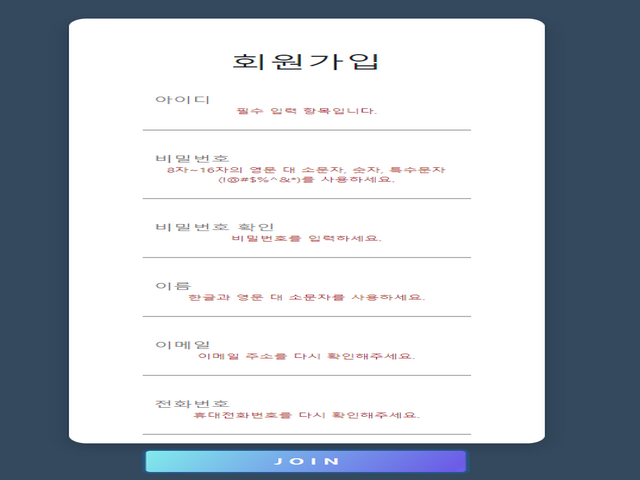 회원가입
아이디
필수 입력 항목입니다.
비밀번호
8자~16자의 영문 대 소문자, 숫자, 특수문자
(!@#$%^&*)를 사용하세요.
비밀번호 확인
비밀번호를 입력하세요.
이름
한글과 영문 대 소문자를 사용하세요.
이메일
이메일 주소를 다시 확인해주세요.
전화번호
휴대전화번호를 다시 확인해주세요.
JOIN